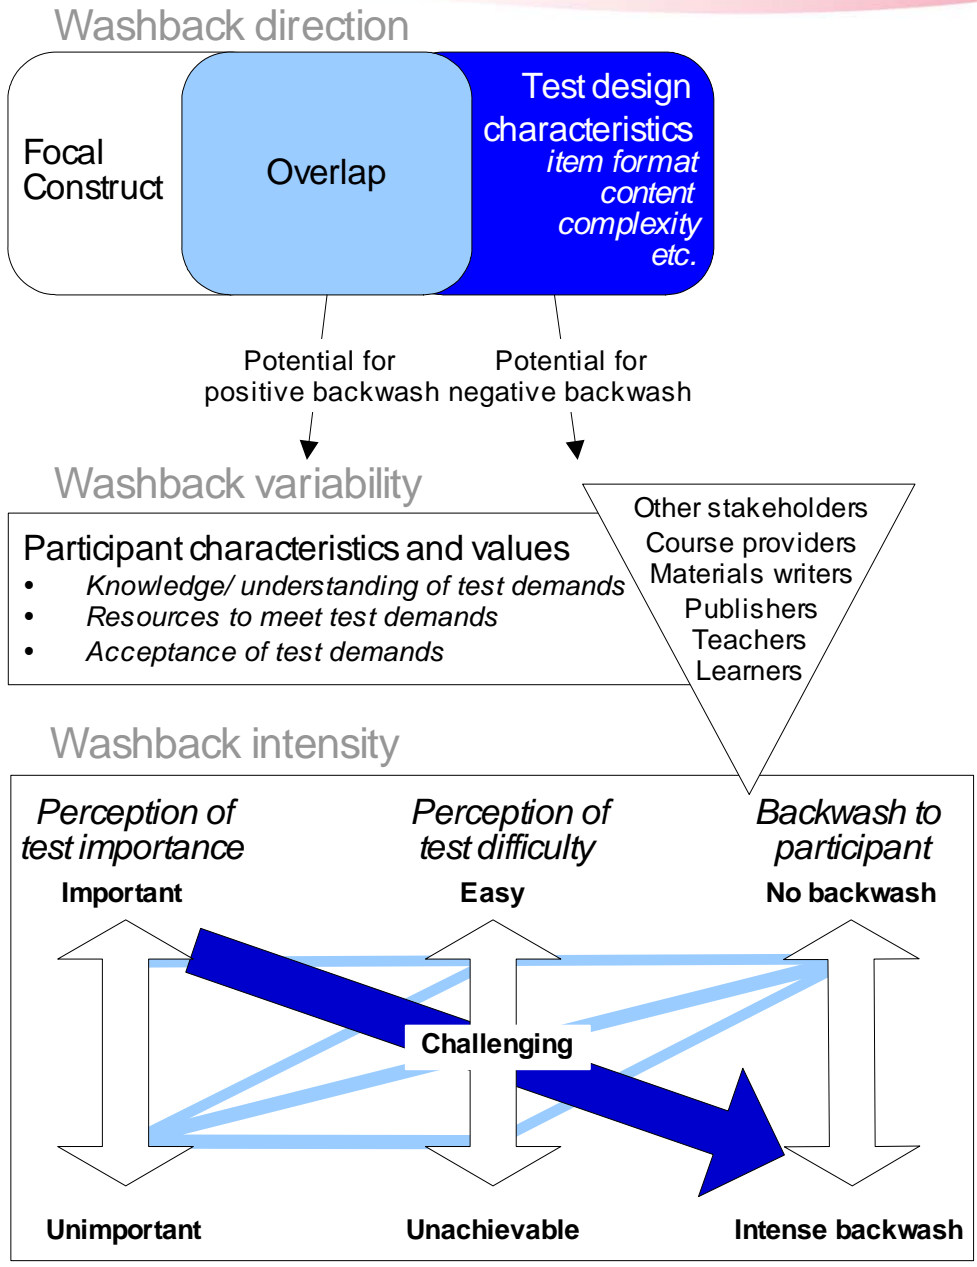 Washback direction
Focal
Construct
Overlap
Test design
characteristics
item format
content
complexity
etc.
Potential for
positive backwash
Potential for
negative backwash
Washback variability
Participant characteristics and values
• Knowledge/ understanding of test demands
• Resources to meet test demands
• Acceptance of test demands
Other stakeholders
Course providers
Materials writers
Publishers
Teachers
Learners
Washback intensity
Perception of
test importance
Perception of
test difficulty
Backwash to
participant
Important
Easy
No backwash
Challenging
Unimportant
Unachievable
Intense backwash